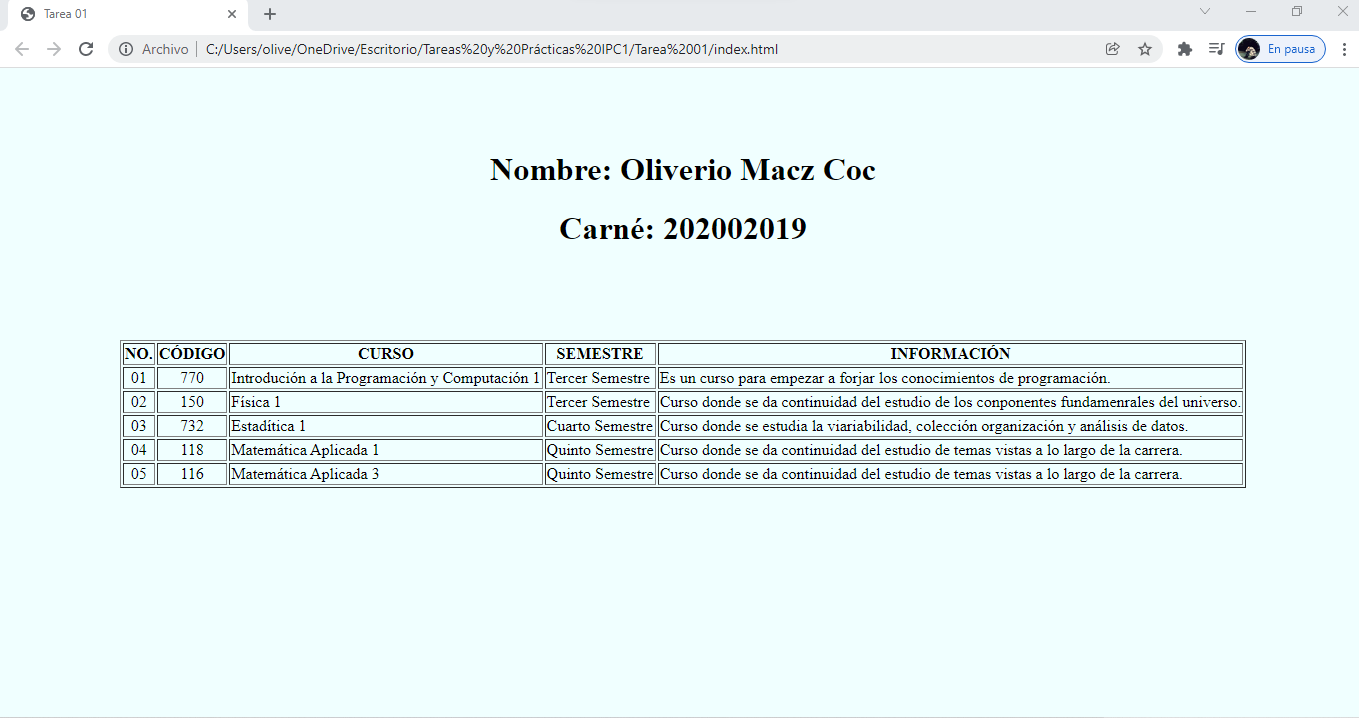 Tarea 01
Archivo C:/Users/olive/OneDrive/Escritorio/Tareas%20y%20Prácticas%20IPC1/Tarea%2001/index.html En pausa
Nombre: Oliverio Macz Coc
Carné: 202002019
NO. CÓDIGO CURSO SEMESTRE INFORMACIÓN
01 770 Introdución a la Programación y Computación 1 Tercer Semestre Es un curso para empezar a forjar los conocimientos de programación.
02 150 Física 1 Tercer Semestre Curso donde se da continuidad del estudio de los conponentes fundamenrales del universo.
03 732 Estadítica 1 Cuarto Semestre Curso donde se estudia la viariabilidad, colección organización y análisis de datos.
04 118 Matemática Aplicada 1 Quinto Semestre Curso donde se da continuidad del estudio de temas vistas a lo largo de la carrera.
05 116 Matemática Aplicada 3 Quinto Semestre Curso donde se da continuidad del estudio de temas vistas a lo largo de la carrera.